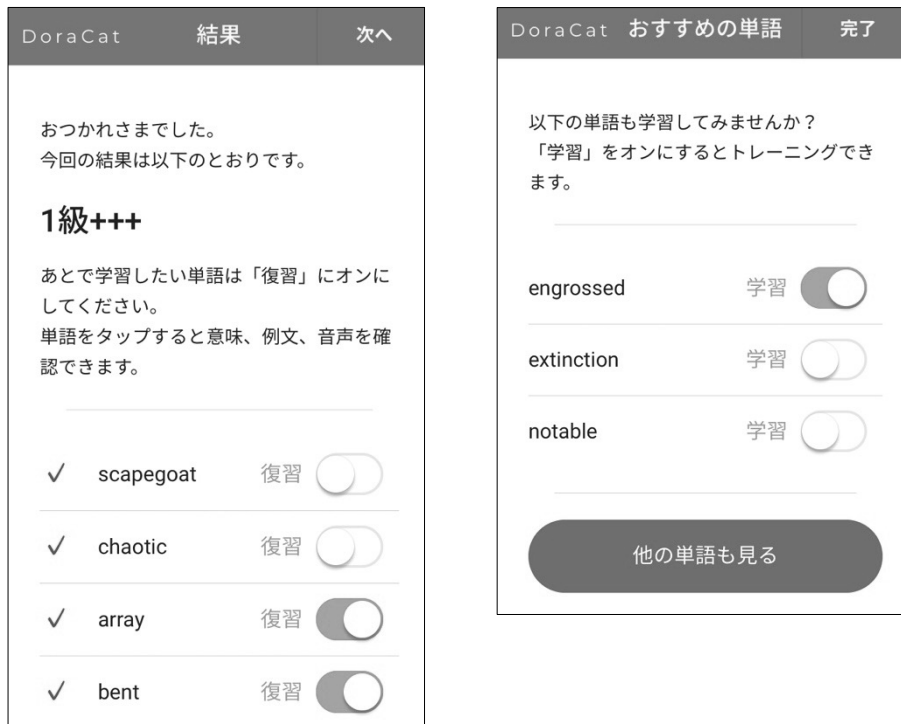 DoraCat 結果 次へ
おつかれさまでした。
今回の結果は以下のとおりです。
1級+++
あとで学習したい単語は「復習」にオンに
してください。
単語をタップすると意味、例文、音声を確
認できます。
✓ scapegoat 復習
✓ chaotic 復習
✓ array 復習
✓ bent 復習
DoraCat おすすめの単語 完了
以下の単語も学習してみませんか？
「学習」をオンにするとトレーニングでき
ます。
engrossed 学習
extinction 学習
notable 学習
他の単語も見る